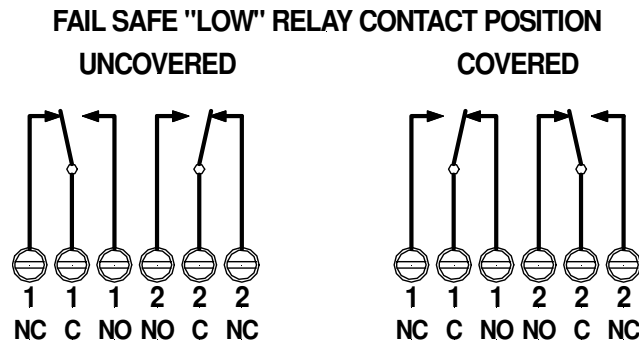 FAIL SAFE "LOW" RELAY CONTACT POSITION
UNCOVERED COVERED
1 1 1 2 2 2 1 1 1 2 2 2
NC C NO NO C NC NC C NO NO C NC